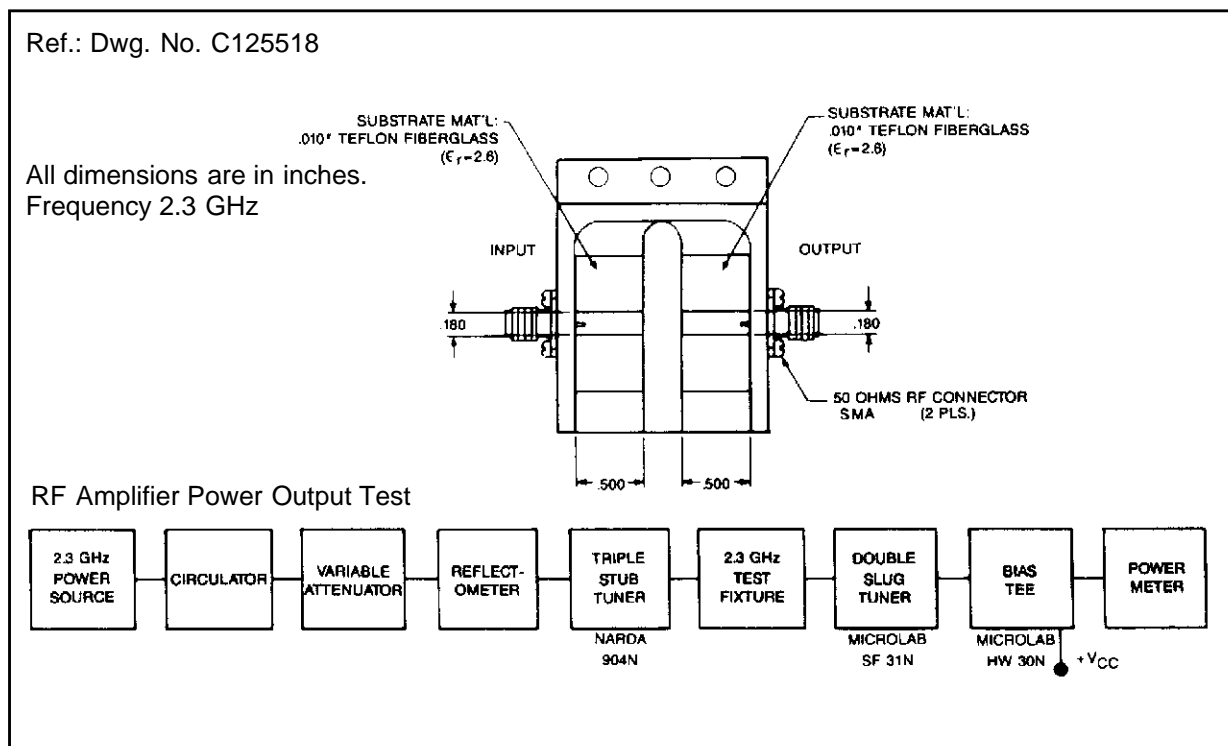 Ref.: Dwg. No. C125518
SUBSTRATE MAT'L:
.010" TEFLON FIBERGLASS
(Єr=2.6)
SUBSTRATE MAT'L:
.010" TEFLON FIBERGLASS
(Єr=2.6)
All dimensions are in inches.
Frequency 2.3 GHz
INPUT
OUTPUT
.180
.180
50 OHMS RF CONNECTOR
SMA (2 PLS.)
.500
.500
RF Amplifier Power Output Test
2.3 GHz
POWER
SOURCE
CIRCULATOR
VARIABLE
ATTENUATOR
REFLECT-
OMETER
TRIPLE
STUB
TUNER
2.3 GHz
TEST
FIXTURE
DOUBLE
SLUG
TUNER
BIAS
TEE
POWER
METER
NARDA
904N
MICROLAB
SF 31N
MICROLAB
HW 30N
+VCC